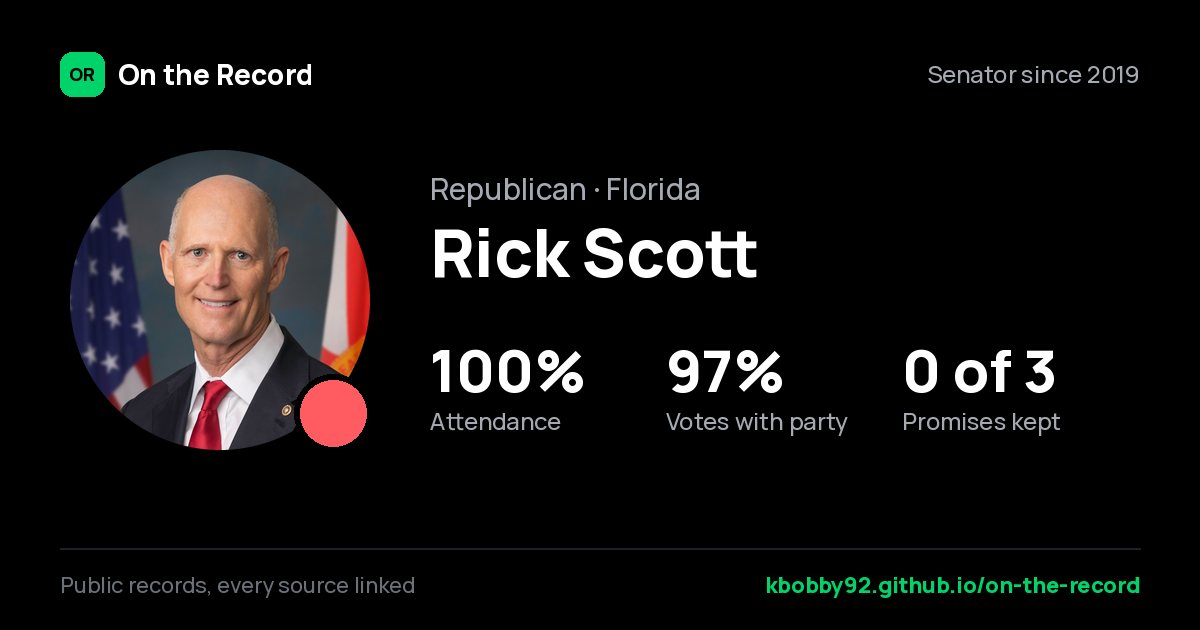 OR On the Record
Senator since 2019
Republican · Florida
Rick Scott
100% 97% 0 of 3
Attendance Votes with party Promises kept
Public records, every source linked
kbobby92.github.io/on-the-record